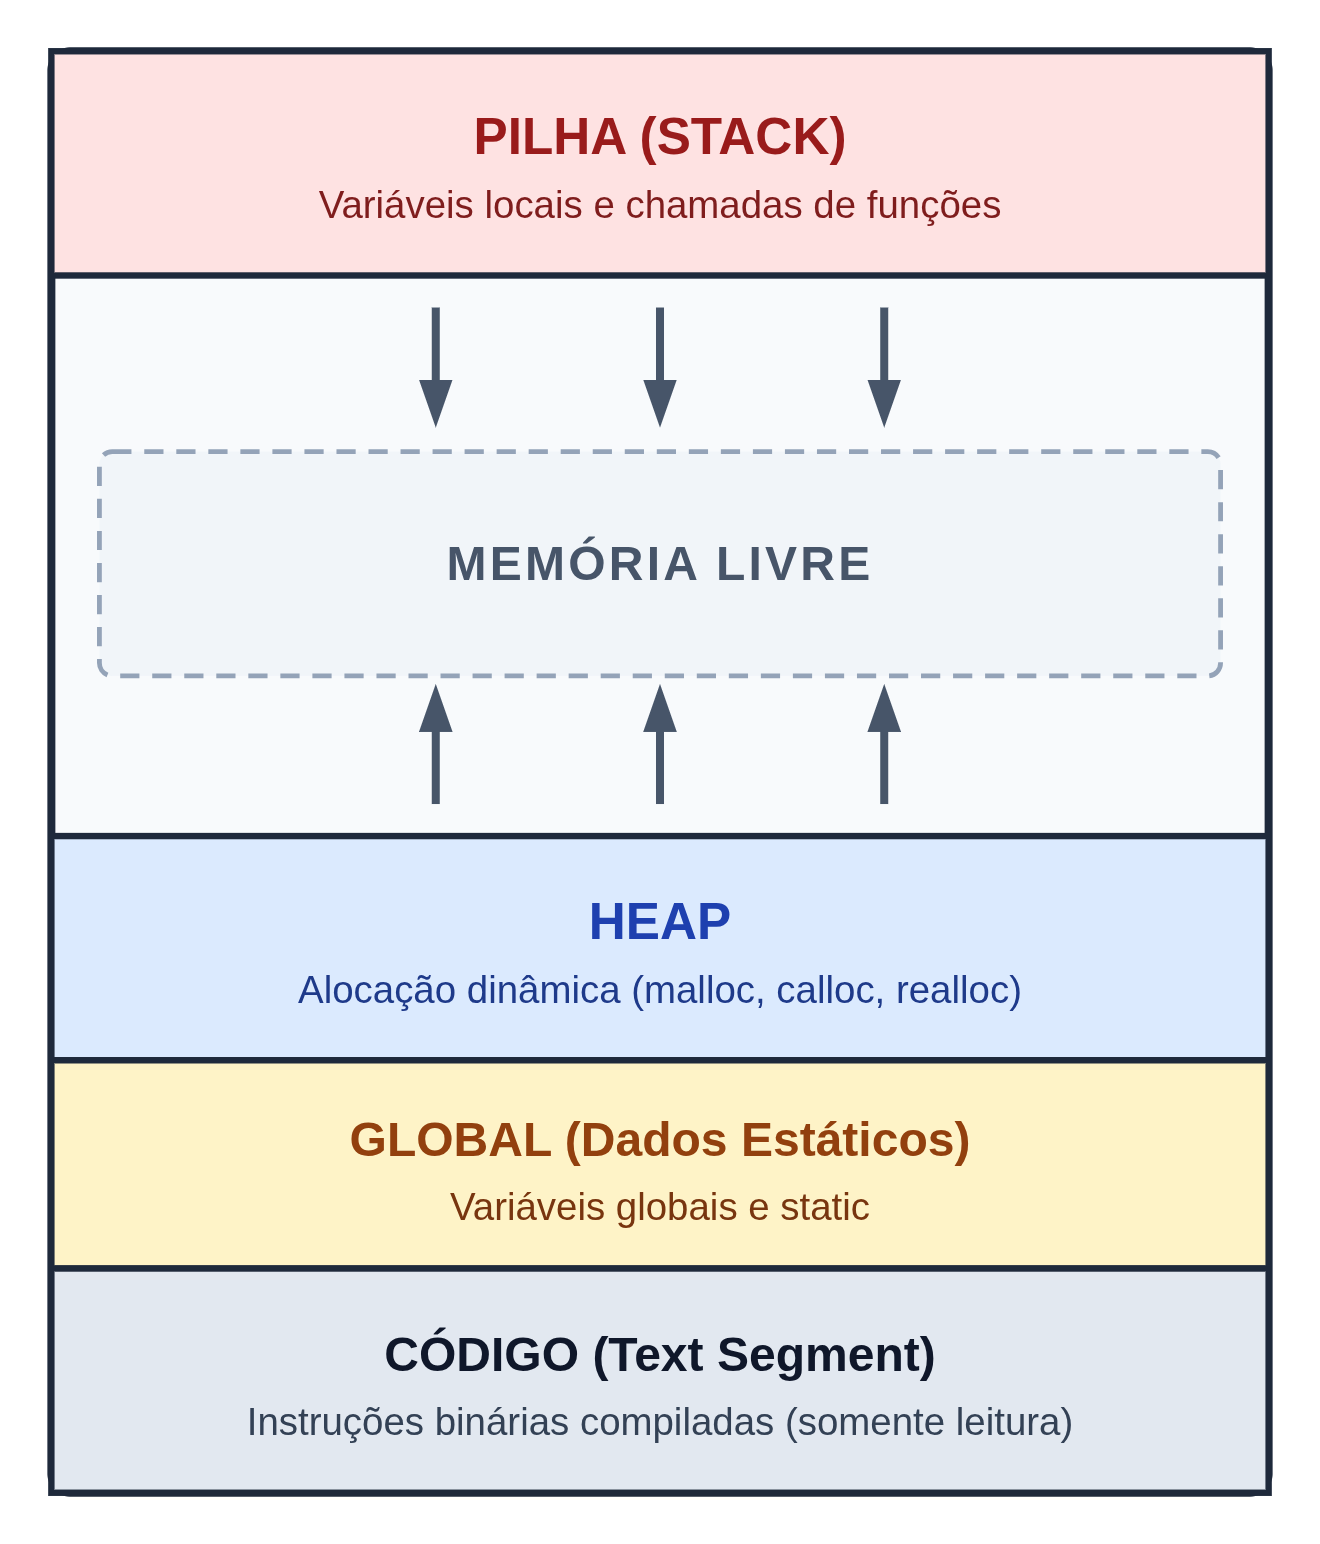 PILHA (STACK)
Variáveis locais e chamadas de funções
MEMÓRIA LIVRE
HEAP
Alocação dinâmica (malloc, calloc, realloc)
GLOBAL (Dados Estáticos)
Variáveis globais e static
CÓDIGO (Text Segment)
Instruções binárias compiladas (somente leitura)